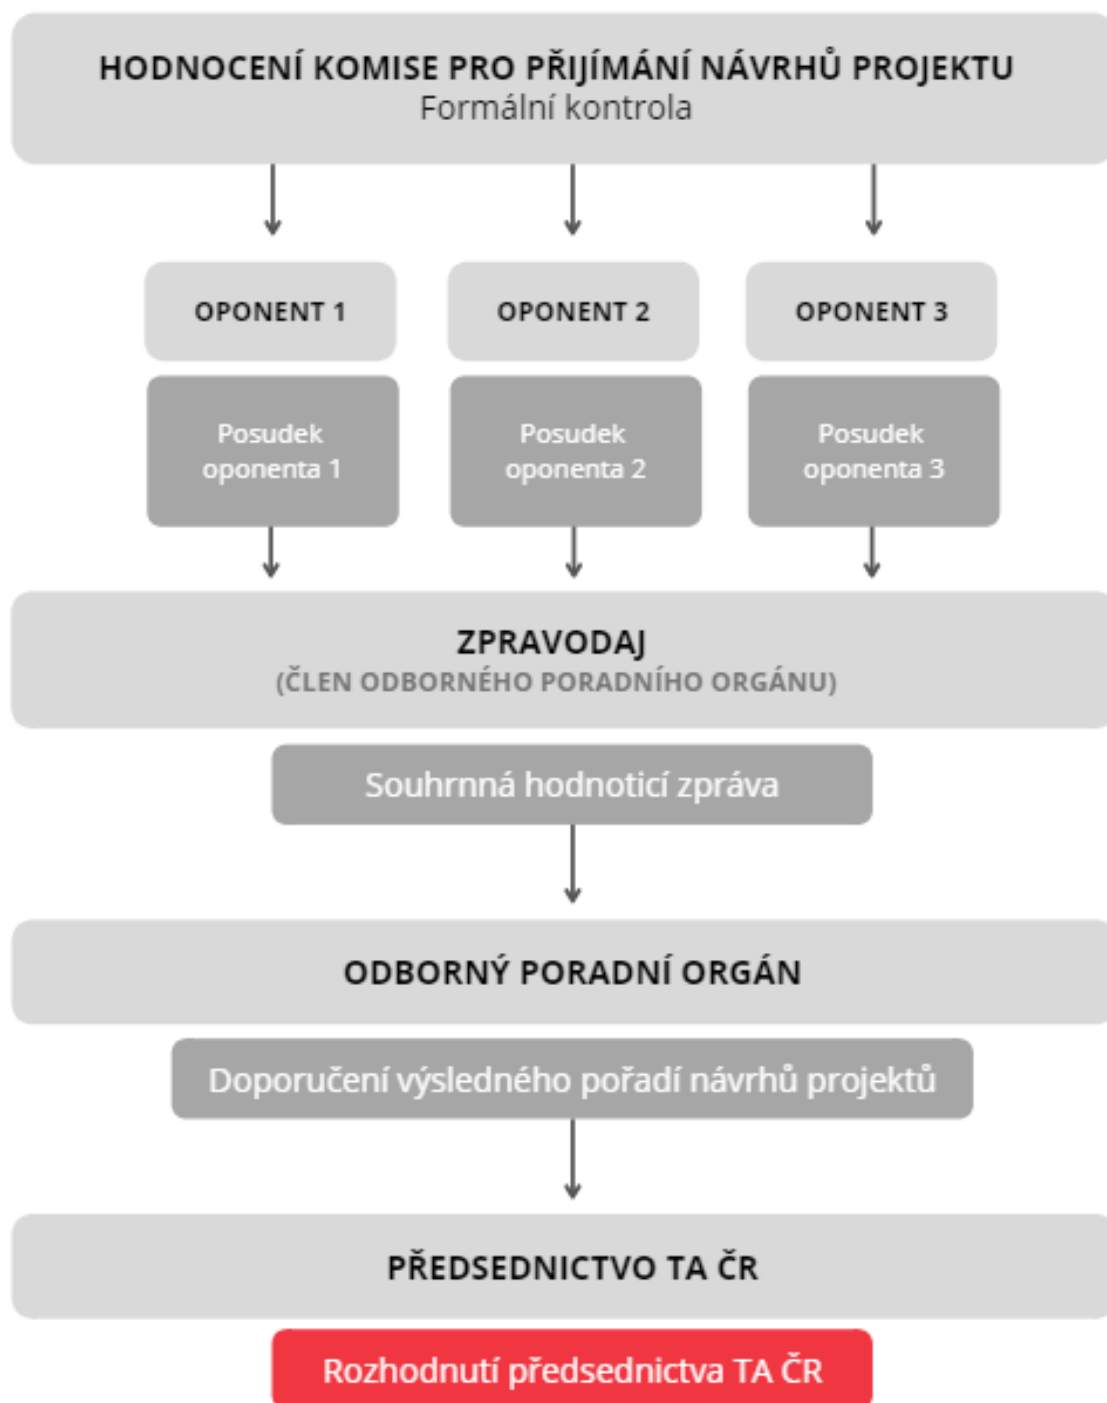 HODNOCENÍ KOMISE PRO PŘIJÍMÁNÍ NÁVRHŮ PROJEKTU
Formální kontrola
OPONENT 1
OPONENT 2
OPONENT 3
Posudek
oponenta 1
Posudek
oponenta 2
Posudek
oponenta 3
ZPRAVODAJ
(ČLEN ODBORNÉHO PORADNÍHO ORGÁNU)
Souhrnná hodnoticí zpráva
ODBORNÝ PORADNÍ ORGÁN
Doporučení výsledného pořadí návrhů projektů
PŘEDSEDNICTVO TA ČR
Rozhodnutí předsednictva TA ČR